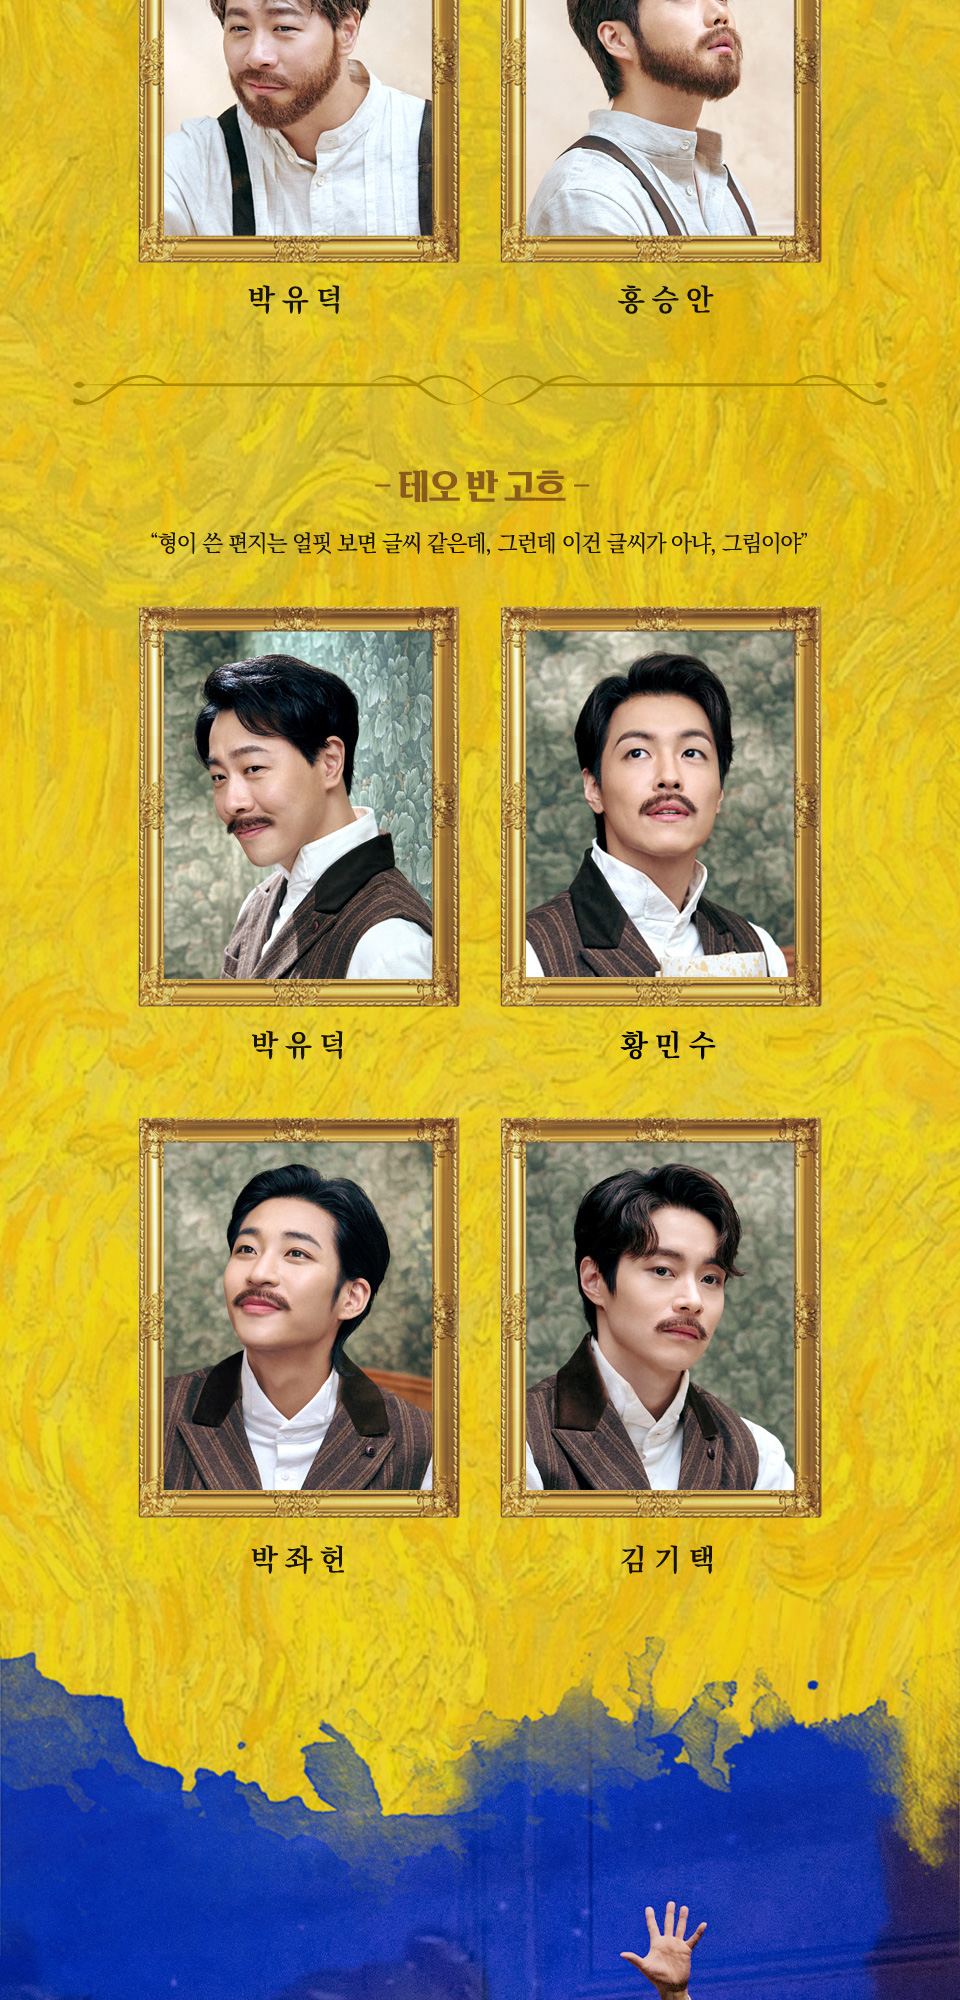 박유덕
홍승안
- 테오 반 고흐 -
“형이 쓴 편지는 얼핏 보면 글씨 같은데, 그런데 이건 글씨가 아냐, 그림이야”
박유덕
황민수
박좌헌
김기택